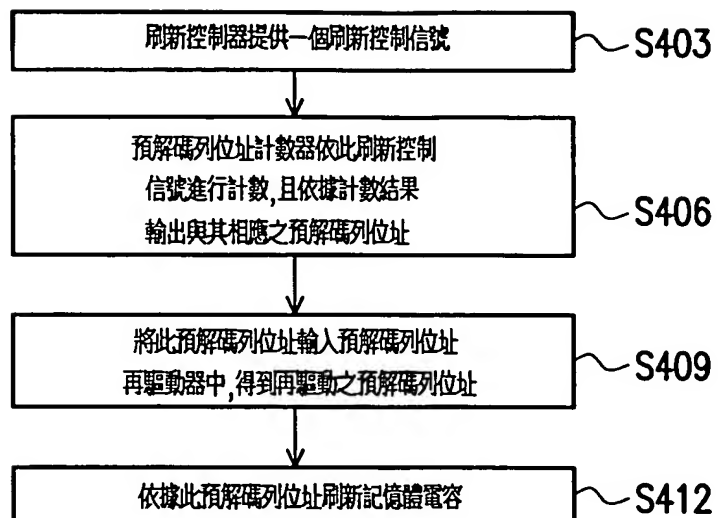 刷新控制器提供一個刷新控制信號
S403
預解碼列位址計數器依此刷新控制
信號進行計數,且依據計數結果
輸出與其相應之預解碼列位址
S406
將此預解碼列位址輸入預解碼列位址
再驅動器中,得到再驅動之預解碼列位址
S409
依據此預解碼列位址刷新記憶體電容
S412